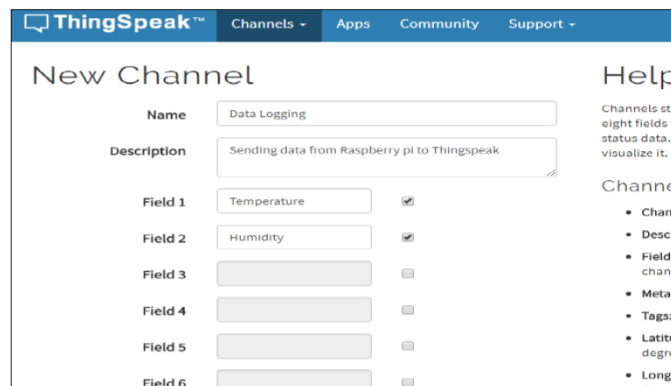 ThingSpeak™ Channels Apps Community Support
New Channel
Name Data Logging
Description Sending data from Raspberry pi to Thingspeak
Field 1 Temperature
Field 2 Humidity
Field 3
Field 4
Field 5
Field 6
Help
Channels st
eight fields
status data.
visualize it.
Channe
Chan
Desc
Field
chan
Meta
Tags:
Latit
degre
Long